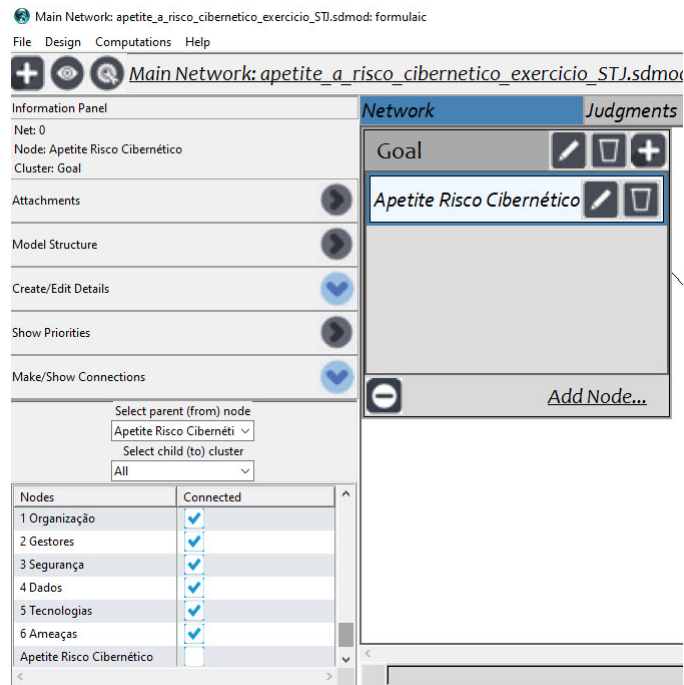 Main Network: apetite_a_risco_cibernetico_exercicio_STJ.sdmod: formulaic
File Design Computations Help
Main Network: apetite_a_risco_cibernetico_exercicio_STJ.sdmod
Information Panel
Net: 0
Node: Apetite Risco Cibernético
Cluster: Goal
Attachments
Model Structure
Create/Edit Details
Show Priorities
Make/Show Connections
Select parent (from) node
Apetite Risco Cibernéti
Select child (to) cluster
All
Nodes Connected
1 Organização
2 Gestores
3 Segurança
4 Dados
5 Tecnologias
6 Ameaças
Apetite Risco Cibernético
Network Judgments
Goal
Apetite Risco Cibernético
Add Node...